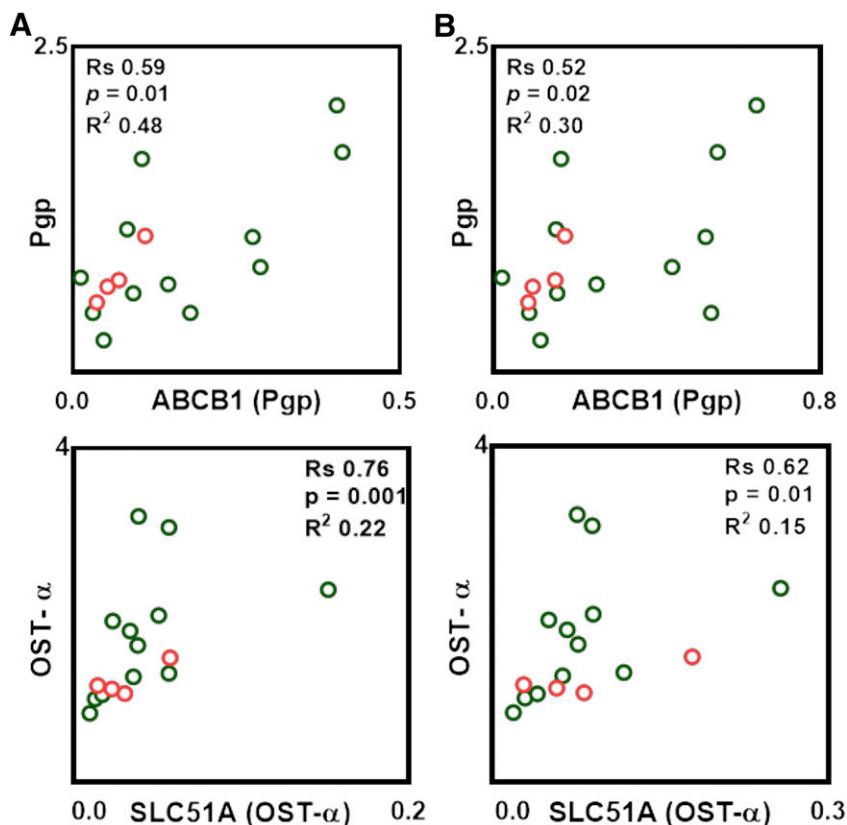 A
2.5
Rs 0.59
p = 0.01
R² 0.48
Pgp
0.0
ABCB1 (Pgp)
0.5
B
2.5
Rs 0.52
p = 0.02
R² 0.30
Pgp
0.0
ABCB1 (Pgp)
0.8
4
Rs 0.76
p = 0.001
R² 0.22
OST- α
0.0
SLC51A (OST-α)
0.2
4
Rs 0.62
p = 0.01
R² 0.15
OST- α
0.0
SLC51A (OST-α)
0.3